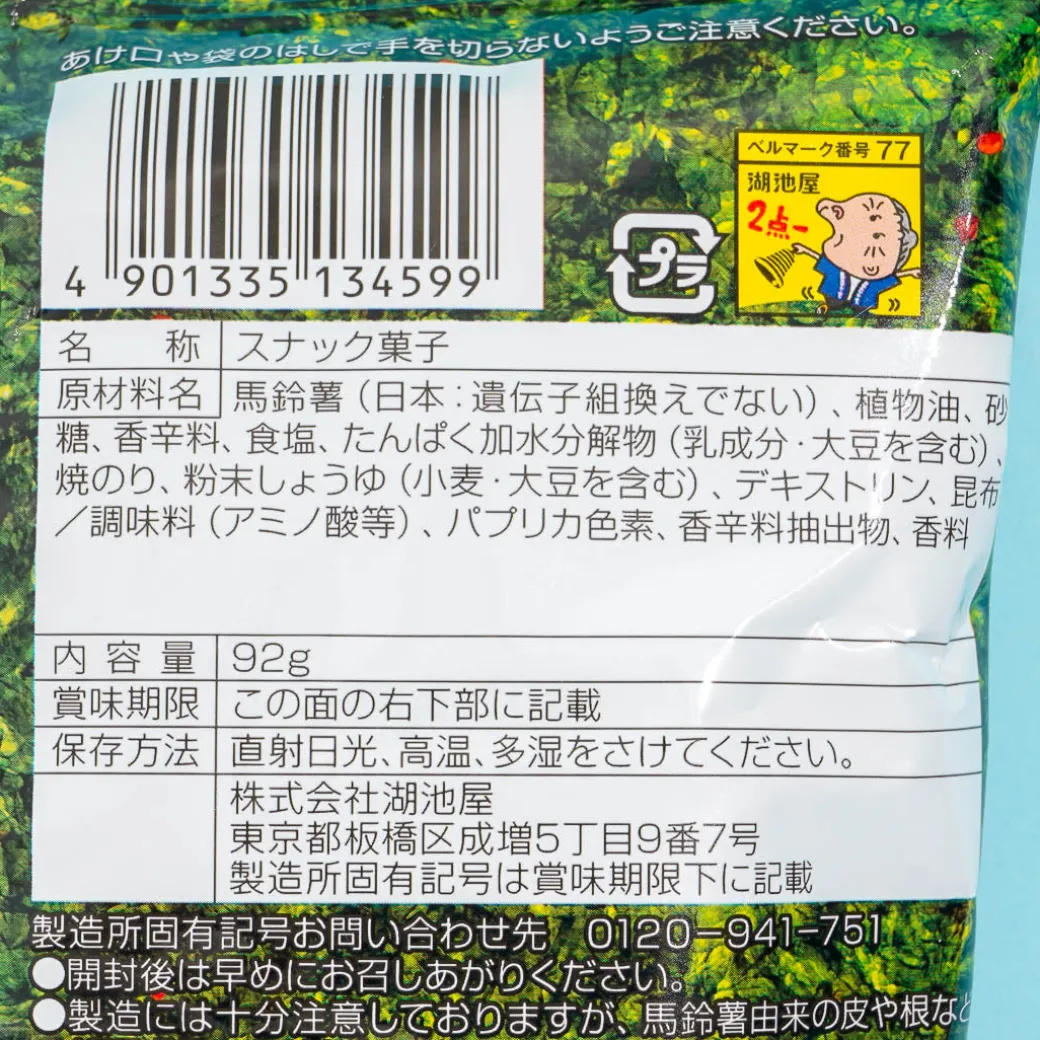 あけ口や袋のはしで手を切らないようご注意ください。
4 901335 134599
プラ
ベルマーク番号 77
湖池屋
2点
名 称 スナック菓子
原材料名 馬鈴薯(日本:遺伝子組換えでない)、植物油、砂
糖、香辛料、食塩、たんぱく加水分解物(乳成分・大豆を含む)、
焼のり、粉末しょうゆ(小麦・大豆を含む)、デキストリン、昆布
/調味料(アミノ酸等)、パプリカ色素、香辛料抽出物、香料
内容量 92g
賞味期限 この面の右下部に記載
保存方法 直射日光、高温、多湿をさけてください。
株式会社湖池屋
東京都板橋区成増5丁目9番7号
製造所固有記号は賞味期限下に記載
製造所固有記号お問い合わせ先 0120-941-751
●開封後は早めにお召しあがりください。
●製造には十分注意しておりますが、馬鈴薯由来の皮や根など